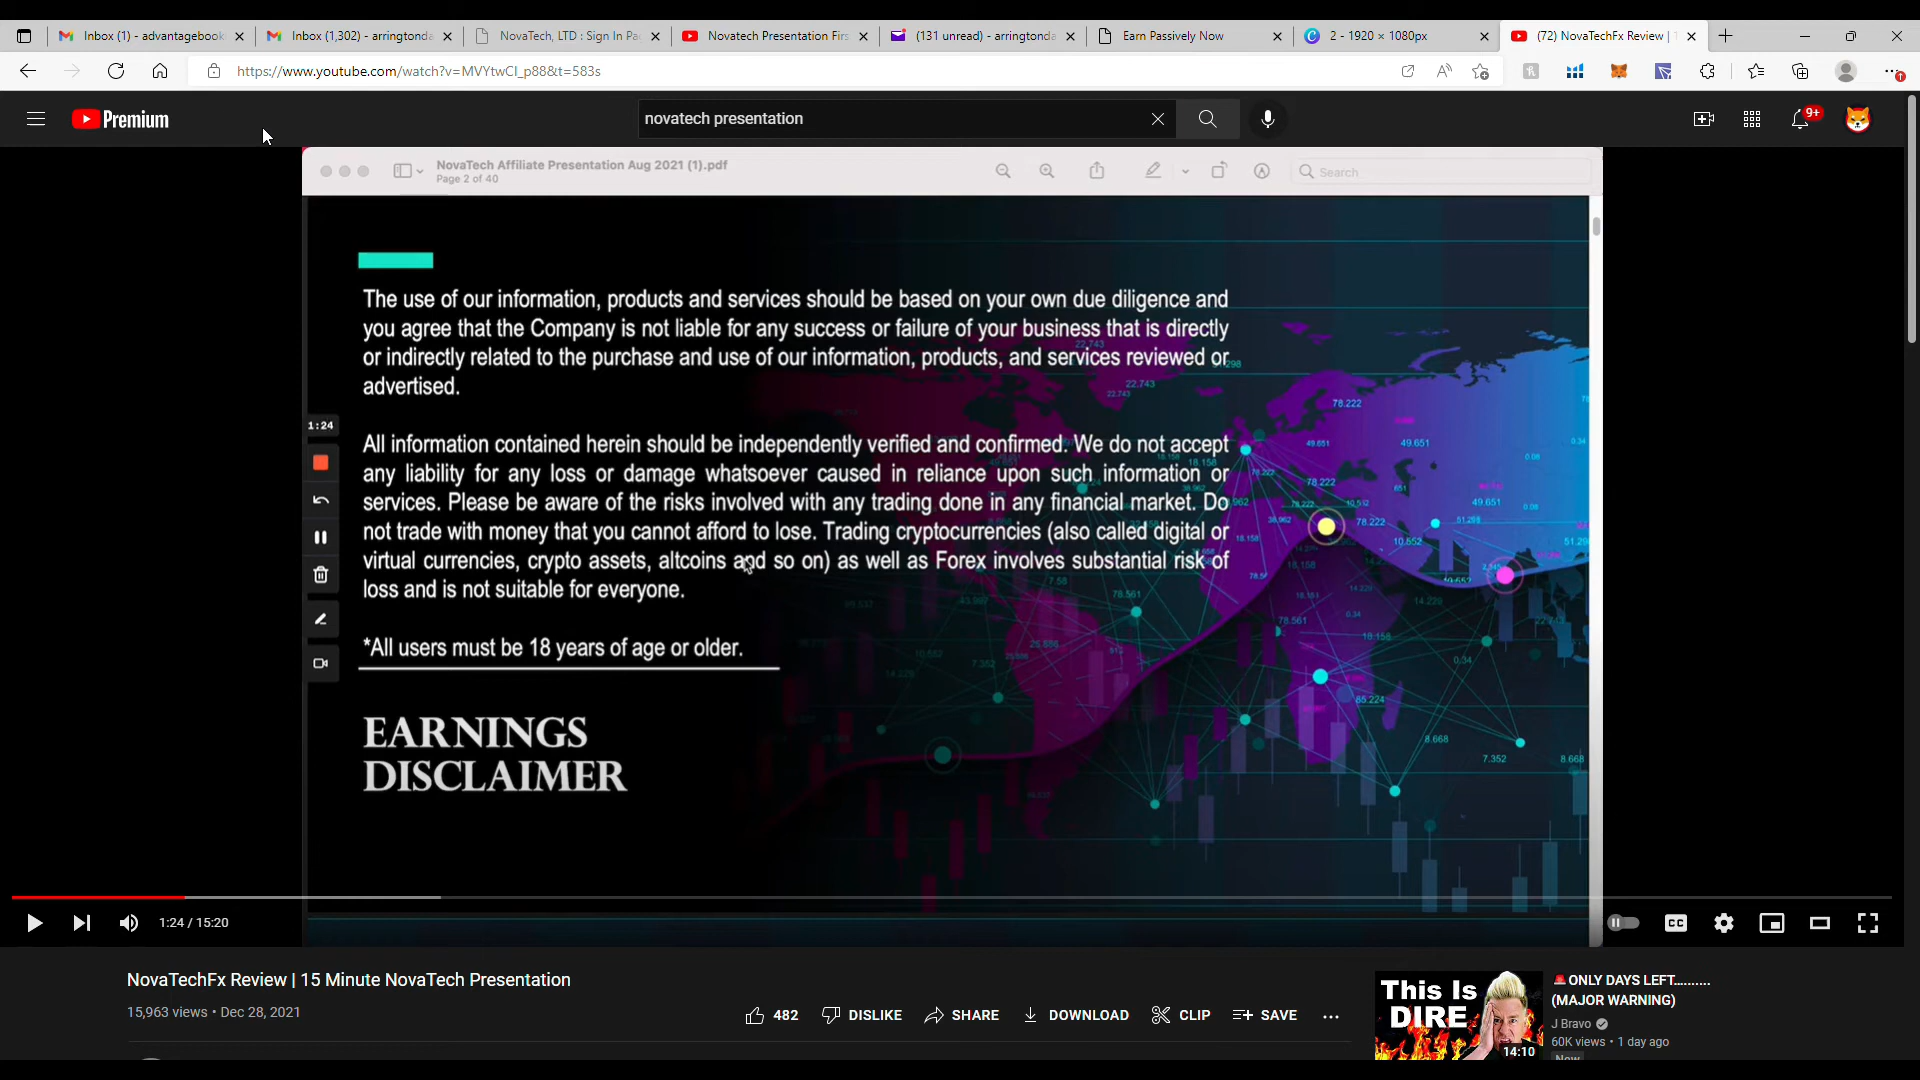 Inbox (1) - advantagebook
Inbox (1,302) - arringtonda
NovaTech, LTD : Sign In Pa
Novatech Presentation Firs
(131 unread) - arringtonda
Earn Passively Now
2 - 1920 × 1080px
(72) NovaTechFx Review |
https://www.youtube.com/watch?v=MVYtwCl_p88&t=583s
Premium
novatech presentation
9+
NovaTech Affiliate Presentation Aug 2021 (1).pdf
Page 2 of 40
Search
The use of our information, products and services should be based on your own due diligence and
you agree that the Company is not liable for any success or failure of your business that is directly
or indirectly related to the purchase and use of our information, products, and services reviewed or
advertised.
1:24
All information contained herein should be independently verified and confirmed. We do not accept
any liability for any loss or damage whatsoever caused in reliance upon such information or
services. Please be aware of the risks involved with any trading done in any financial market. Do
not trade with money that you cannot afford to lose. Trading cryptocurrencies (also called digital or
virtual currencies, crypto assets, altcoins and so on) as well as Forex involves substantial risk of
loss and is not suitable for everyone.
*All users must be 18 years of age or older.
EARNINGS
DISCLAIMER
1:24 / 15:20
CC
NovaTechFx Review | 15 Minute NovaTech Presentation
15,963 views • Dec 28, 2021
482
DISLIKE
SHARE
DOWNLOAD
CLIP
SAVE
This Is
DIRE
14:10
ONLY DAYS LEFT.........
(MAJOR WARNING)
J Bravo
60K views • 1 day ago
New